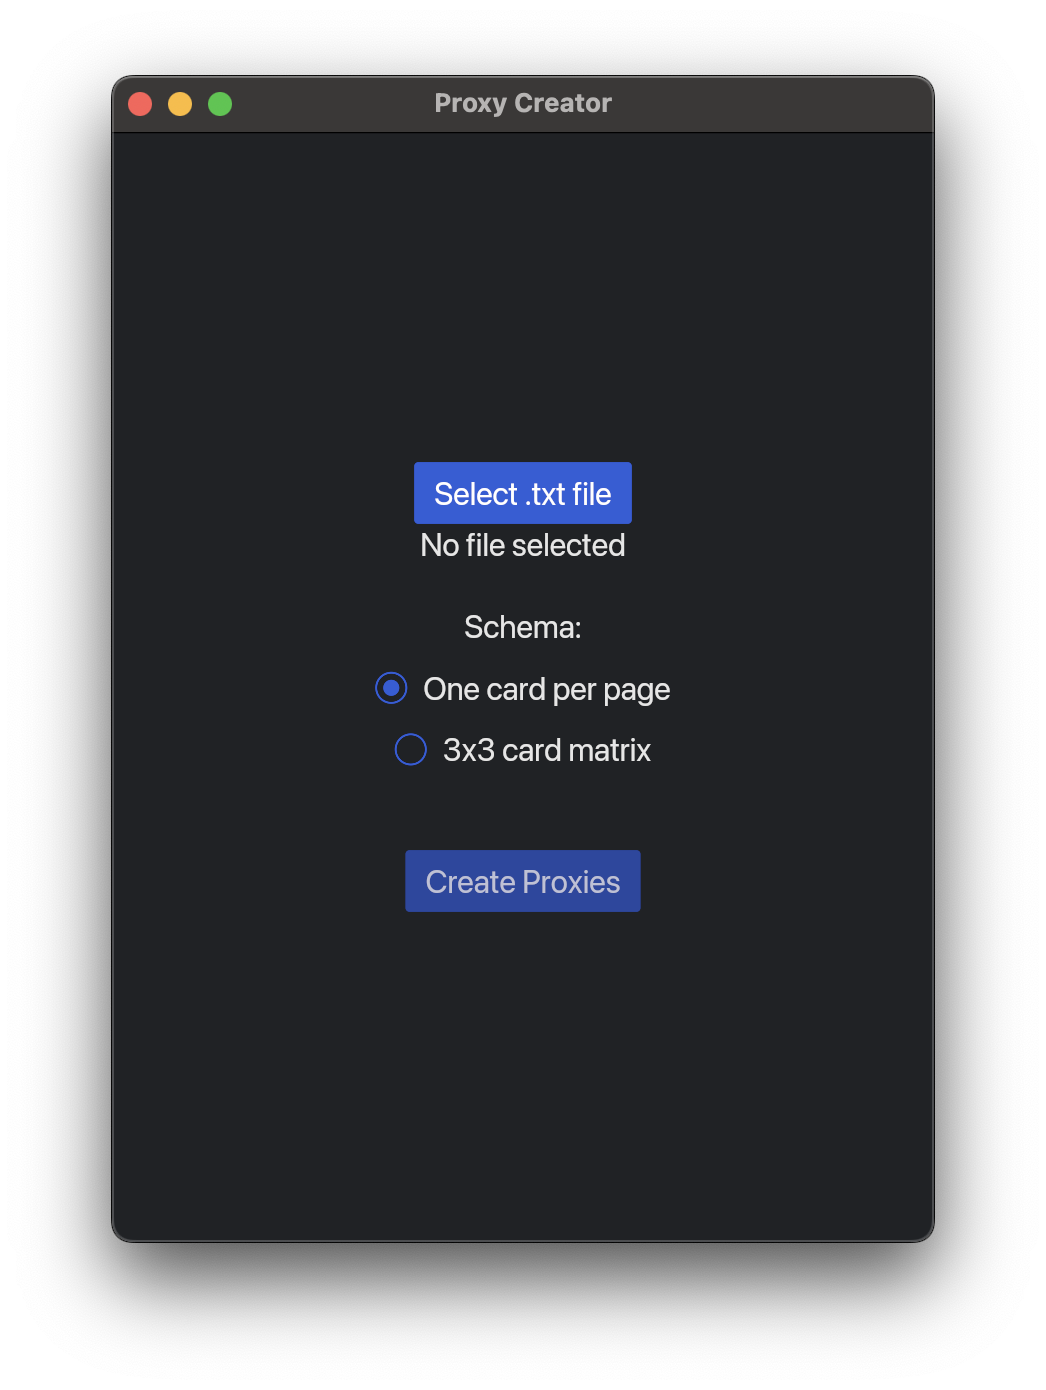 Proxy Creator
Select .txt file
No file selected
Schema:
One card per page
3x3 card matrix
Create Proxies